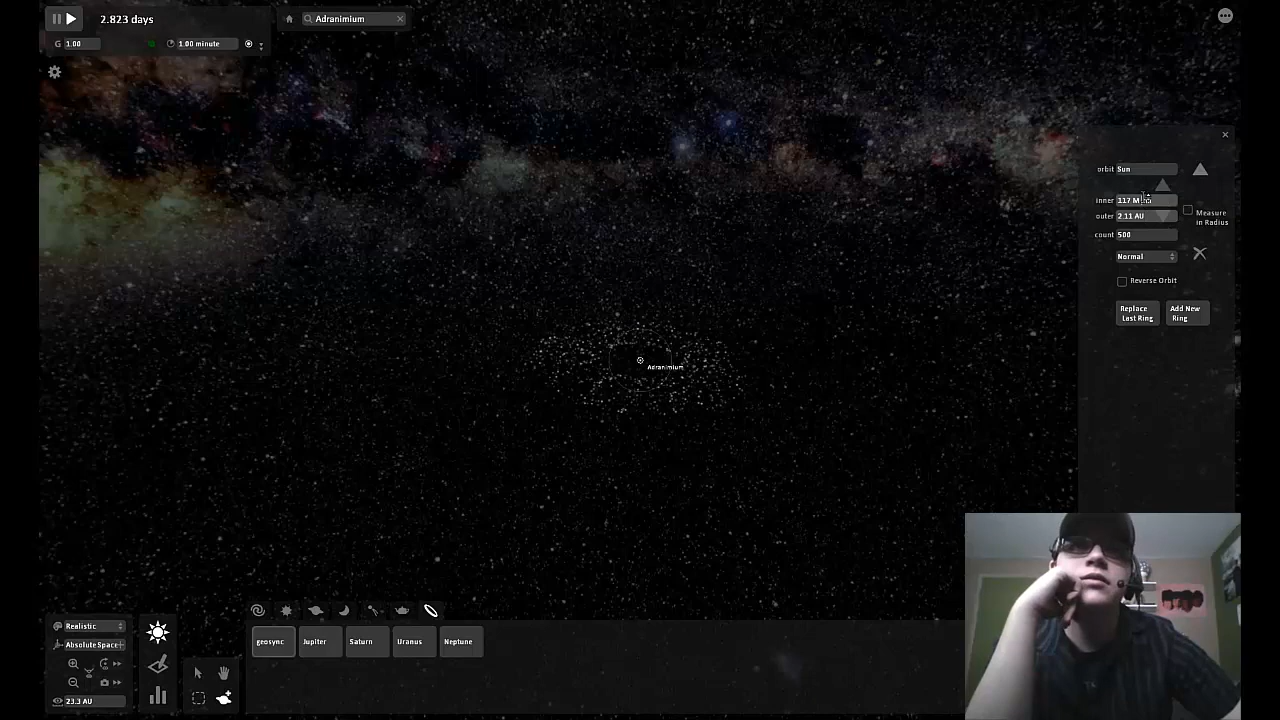 2.823 days
Adranimium
G 1.00
1.00 minute
orbit Sun
inner 117 M
outer 2.11 AU
Measure
in Radius
count 500
Normal
Reverse Orbit
Replace
Last Ring
Add New
Ring
Adranimium
Realistic
Absolute Space
23.3 AU
geosync
Jupiter
Saturn
Uranus
Neptune